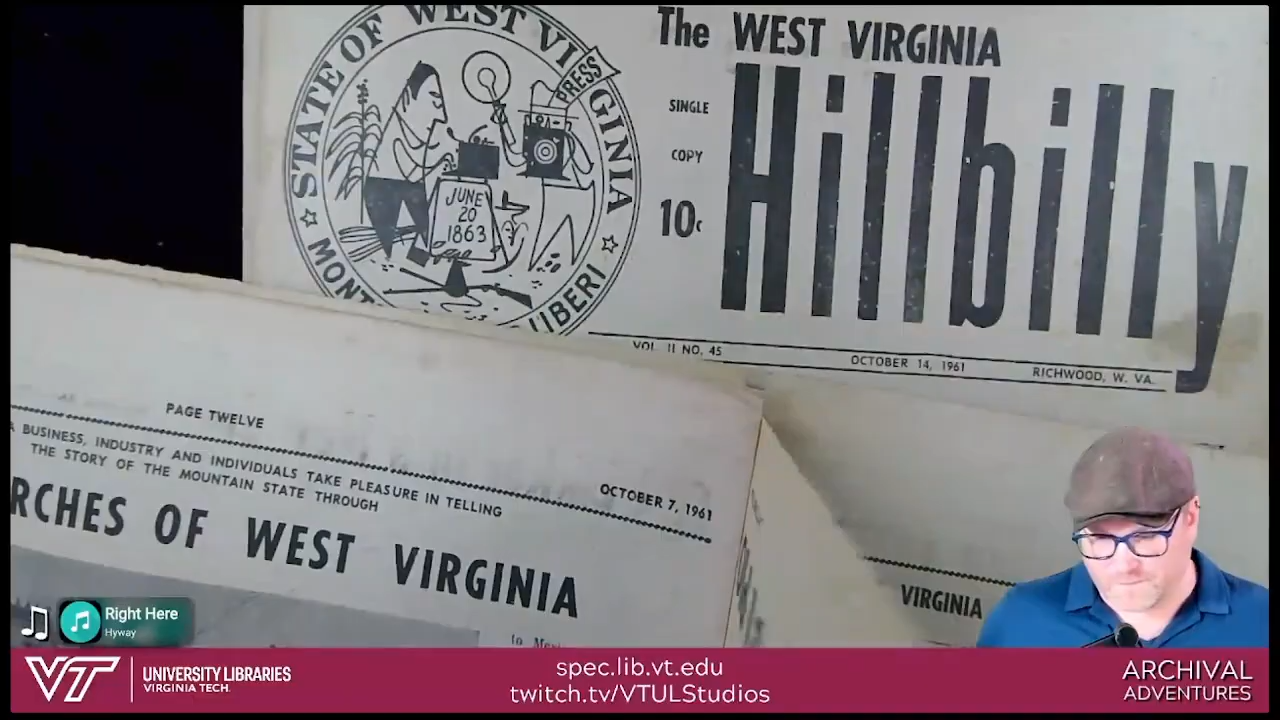 STATE OF WEST VI GINIA
PRESS
JUNE
20
1863
MONT
LIBERI
The WEST VIRGINIA
Hillbilly
SINGLE
COPY
10c
VOL. II NO. 45
OCTOBER 14, 1961
RICHWOOD, W. VA.
PAGE TWELVE
A BUSINESS, INDUSTRY AND INDIVIDUALS TAKE PLEASURE IN TELLING
THE STORY OF THE MOUNTAIN STATE THROUGH
OCTOBER 7, 1961
RCHES OF WEST VIRGINIA
VIRGINIA
Right Here
Hyway
VT
UNIVERSITY LIBRARIES
VIRGINIA TECH.
spec.lib.vt.edu
twitch.tv/VTULStudios
ARCHIVAL
ADVENTURES